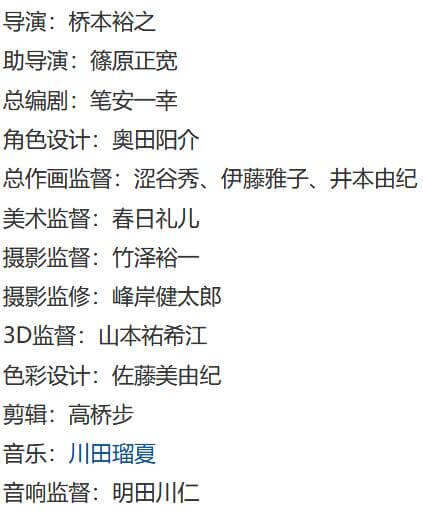 导演：桥本裕之
助导演：篠原正宽
总编剧：笔安一幸
角色设计：奥田阳介
总作画监督：涩谷秀、伊藤雅子、井本由纪
美术监督：春日礼儿
摄影监督：竹泽裕一
摄影监修：峰岸健太郎
3D监督：山本祐希江
色彩设计：佐藤美由纪
剪辑：高桥步
音乐：川田瑠夏
音响监督：明田川仁